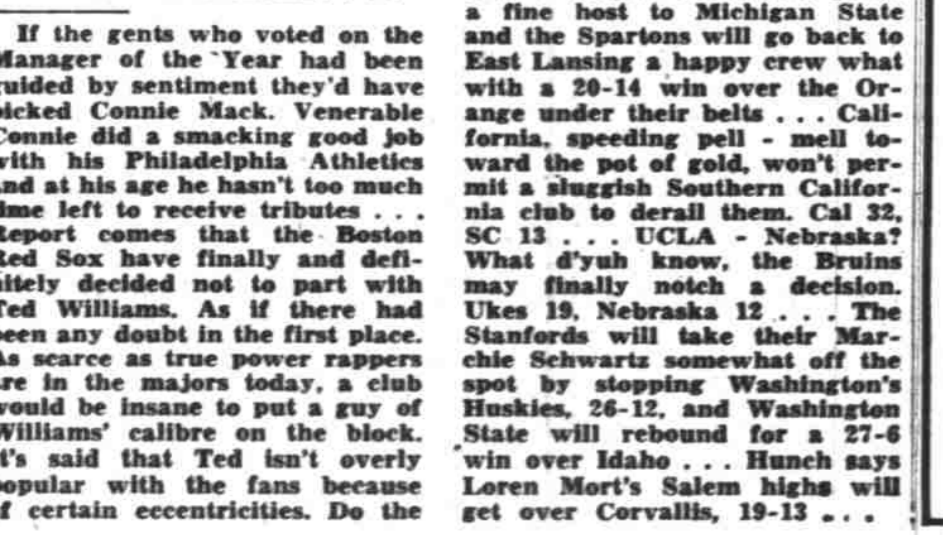 If the gents who voted on the
Manager of the Year had been
guided by sentiment they'd have
picked Connie Mack. Venerable
Connie did a smacking good job
with his Philadelphia Athletics
and at his age he hasn't too much
time left to receive tributes . . .
Report comes that the Boston
Red Sox have finally and defi-
nitely decided not to part with
Ted Williams. As if there had
been any doubt in the first place.
As scarce as true power rappers
are in the majors today, a club
would be insane to put a guy of
Williams' calibre on the block.
It's said that Ted isn't overly
popular with the fans because
of certain eccentricities. Do the
a fine host to Michigan State
and the Spartons will go back to
East Lansing a happy crew what
with a 20-14 win over the Or-
ange under their belts . . . Cali-
fornia, speeding pell - mell to-
ward the pot of gold, won't per-
mit a sluggish Southern Califor-
nia club to derail them. Cal 32,
SC 13 . . . UCLA - Nebraska?
What d'yuh know, the Bruins
may finally notch a decision.
Ukes 19, Nebraska 12 . . . The
Stanfords will take their Mar-
chie Schwartz somewhat off the
spot by stopping Washington's
Huskies, 26-12, and Washington
State will rebound for a 27-6
win over Idaho . . . Hunch says
Loren Mort's Salem highs will
get over Corvallis, 19-13 . . .